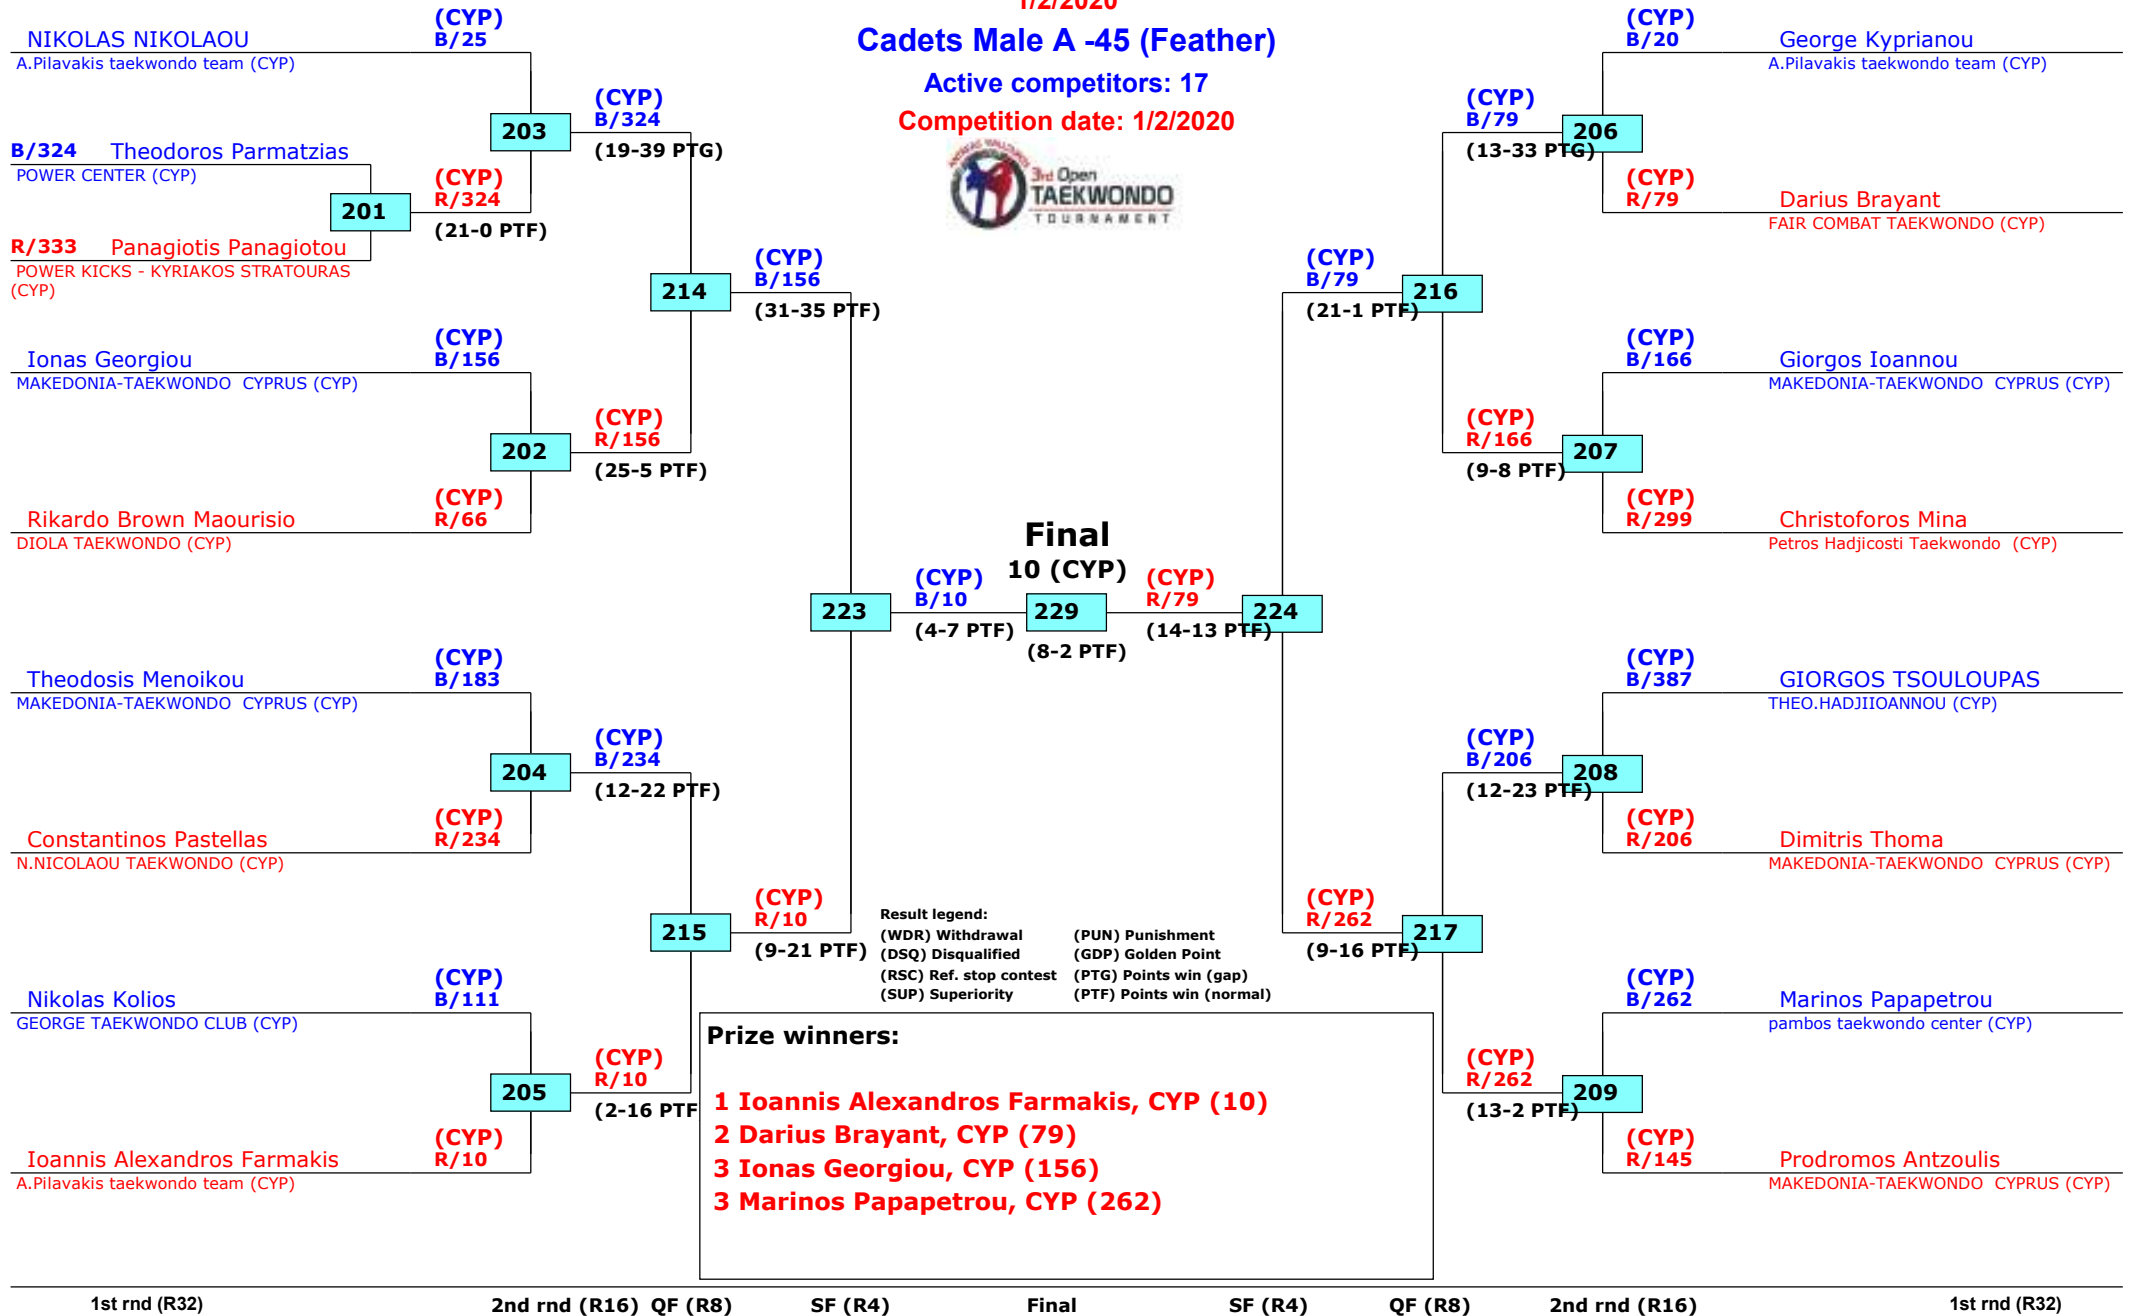 1/2/2020
Cadets Male A -45 (Feather)
Active competitors: 17
Competition date: 1/2/2020
3rd Open
TAEKWONDO
TOURNAMENT
(CYP)
NIKOLAS NIKOLAOU B/25
A.Pilavakis taekwondo team (CYP)
203
(CYP)
B/324
(19-39 PTG)
B/324 Theodoros Parmatzias
POWER CENTER (CYP)
201
(CYP)
R/324
(21-0 PTF)
R/333 Panagiotis Panagiotou
POWER KICKS - KYRIAKOS STRATOURAS
(CYP)
214
(CYP)
B/156
(31-35 PTF)
(CYP)
Ionas Georgiou B/156
MAKEDONIA-TAEKWONDO CYPRUS (CYP)
202
(CYP)
R/156
(25-5 PTF)
(CYP)
Rikardo Brown Maourisio R/66
DIOLA TAEKWONDO (CYP)
223
(CYP)
B/10
(4-7 PTF)
(CYP)
Theodosis Menoikou B/183
MAKEDONIA-TAEKWONDO CYPRUS (CYP)
204
(CYP)
B/234
(12-22 PTF)
(CYP)
Constantinos Pastellas R/234
N.NICOLAOU TAEKWONDO (CYP)
215
(CYP)
R/10
(9-21 PTF)
(CYP)
Nikolas Kolios B/111
GEORGE TAEKWONDO CLUB (CYP)
205
(CYP)
R/10
(2-16 PTF
(CYP)
Ioannis Alexandros Farmakis R/10
A.Pilavakis taekwondo team (CYP)
Final
10 (CYP)
229
(8-2 PTF)
(CYP)
R/79
224
(14-13 PTF)
(CYP)
B/20 George Kyprianou
A.Pilavakis taekwondo team (CYP)
(CYP)
B/79
206
(13-33 PTG)
(CYP)
R/79 Darius Brayant
FAIR COMBAT TAEKWONDO (CYP)
(CYP)
B/79
216
(21-1 PTF)
(CYP)
B/166 Giorgos Ioannou
MAKEDONIA-TAEKWONDO CYPRUS (CYP)
(CYP)
R/166
207
(9-8 PTF)
(CYP)
R/299 Christoforos Mina
Petros Hadjicosti Taekwondo (CYP)
(CYP)
B/387 GIORGOS TSOULOUPAS
THEO.HADJIIOANNOU (CYP)
(CYP)
B/206
208
(12-23 PTF)
(CYP)
R/206 Dimitris Thoma
MAKEDONIA-TAEKWONDO CYPRUS (CYP)
(CYP)
R/262
217
(9-16 PTF)
(CYP)
B/262 Marinos Papapetrou
pambos taekwondo center (CYP)
(CYP)
R/262
209
(13-2 PTF)
(CYP)
R/145 Prodromos Antzoulis
MAKEDONIA-TAEKWONDO CYPRUS (CYP)
Result legend:
(WDR) Withdrawal (PUN) Punishment
(DSQ) Disqualified (GDP) Golden Point
(RSC) Ref. stop contest (PTG) Points win (gap)
(SUP) Superiority (PTF) Points win (normal)
Prize winners:
1 Ioannis Alexandros Farmakis, CYP (10)
2 Darius Brayant, CYP (79)
3 Ionas Georgiou, CYP (156)
3 Marinos Papapetrou, CYP (262)
1st rnd (R32) 2nd rnd (R16) QF (R8) SF (R4) Final SF (R4) QF (R8) 2nd rnd (R16) 1st rnd (R32)